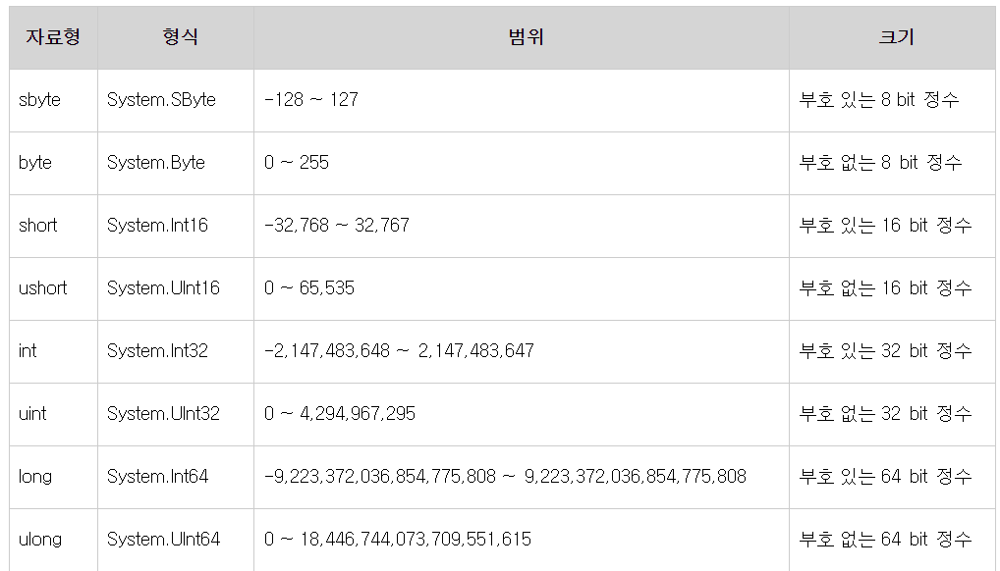 자료형 형식 범위 크기
sbyte System.SByte -128 ~ 127 부호 있는 8 bit 정수
byte System.Byte 0 ~ 255 부호 없는 8 bit 정수
short System.Int16 -32,768 ~ 32,767 부호 있는 16 bit 정수
ushort System.UInt16 0 ~ 65,535 부호 없는 16 bit 정수
int System.Int32 -2,147,483,648 ~ 2,147,483,647 부호 있는 32 bit 정수
uint System.UInt32 0 ~ 4,294,967,295 부호 없는 32 bit 정수
long System.Int64 -9,223,372,036,854,775,808 ~ 9,223,372,036,854,775,808 부호 있는 64 bit 정수
ulong System.UInt64 0 ~ 18,446,744,073,709,551,615 부호 없는 64 bit 정수